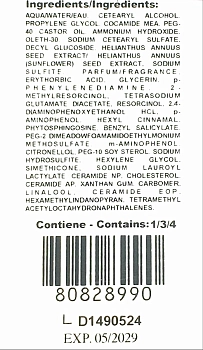 Ingredients/Ingrédients:
AQUA/WATER/EAU CETEARYL ALCOHOL.
PROPYLENE GLYCOL COCAMIDE MEA. PEG-
40 CASTOR OIL. AMMONIUM HYDROXIDE.
OLETH-30 SODIUM CETEARYL SULFATE.
DECYL GLUCOSIDE HELIANTHUS ANNUUS
SEED EXTRACT/ HELIANTHUS ANNUUS
(SUNFLOWER) SEED EXTRACT. SODIUM
SULFITE PARFUM/FRAGRANCE.
ERYTHORBIC ACID. GLYCERIN. p-
PHENYLENEDIAMINE 2-
METHYLRESORCINOL. TETRASODIUM
GLUTAMATE DIACETATE. RESORCINOL. 2,4-
DIAMINOPHENOXYETHANOL HCL. p-
AMINOPHENOL. HEXYL CINNAMAL.
PHYTOSPHINGOSINE BENZYL SALICYLATE.
PEG-2 DIMEADOWFOAMAMIDOETHYLMONIUM
METHOSULFATE m-AMINOPHENOL.
CITRONELLOL. PEG-10 SOY STEROL. SODIUM
HYDROSULFITE. HEXYLENE GLYCOL.
SIMETHICONE. SODIUM LAUROYL
LACTYLATE CERAMIDE NP. CHOLESTEROL.
CERAMIDE AP. XANTHAN GUM. CARBOMER.
LINALOOL. CERAMIDE EOP.
HEXAMETHYLINDANOPYRAN. TETRAMETHYL
ACETYLOCTAHYDRONAPHTHALENES.
Contiene - Contains:1/3/4
80828990
L D1490524
EXP. 05/2029